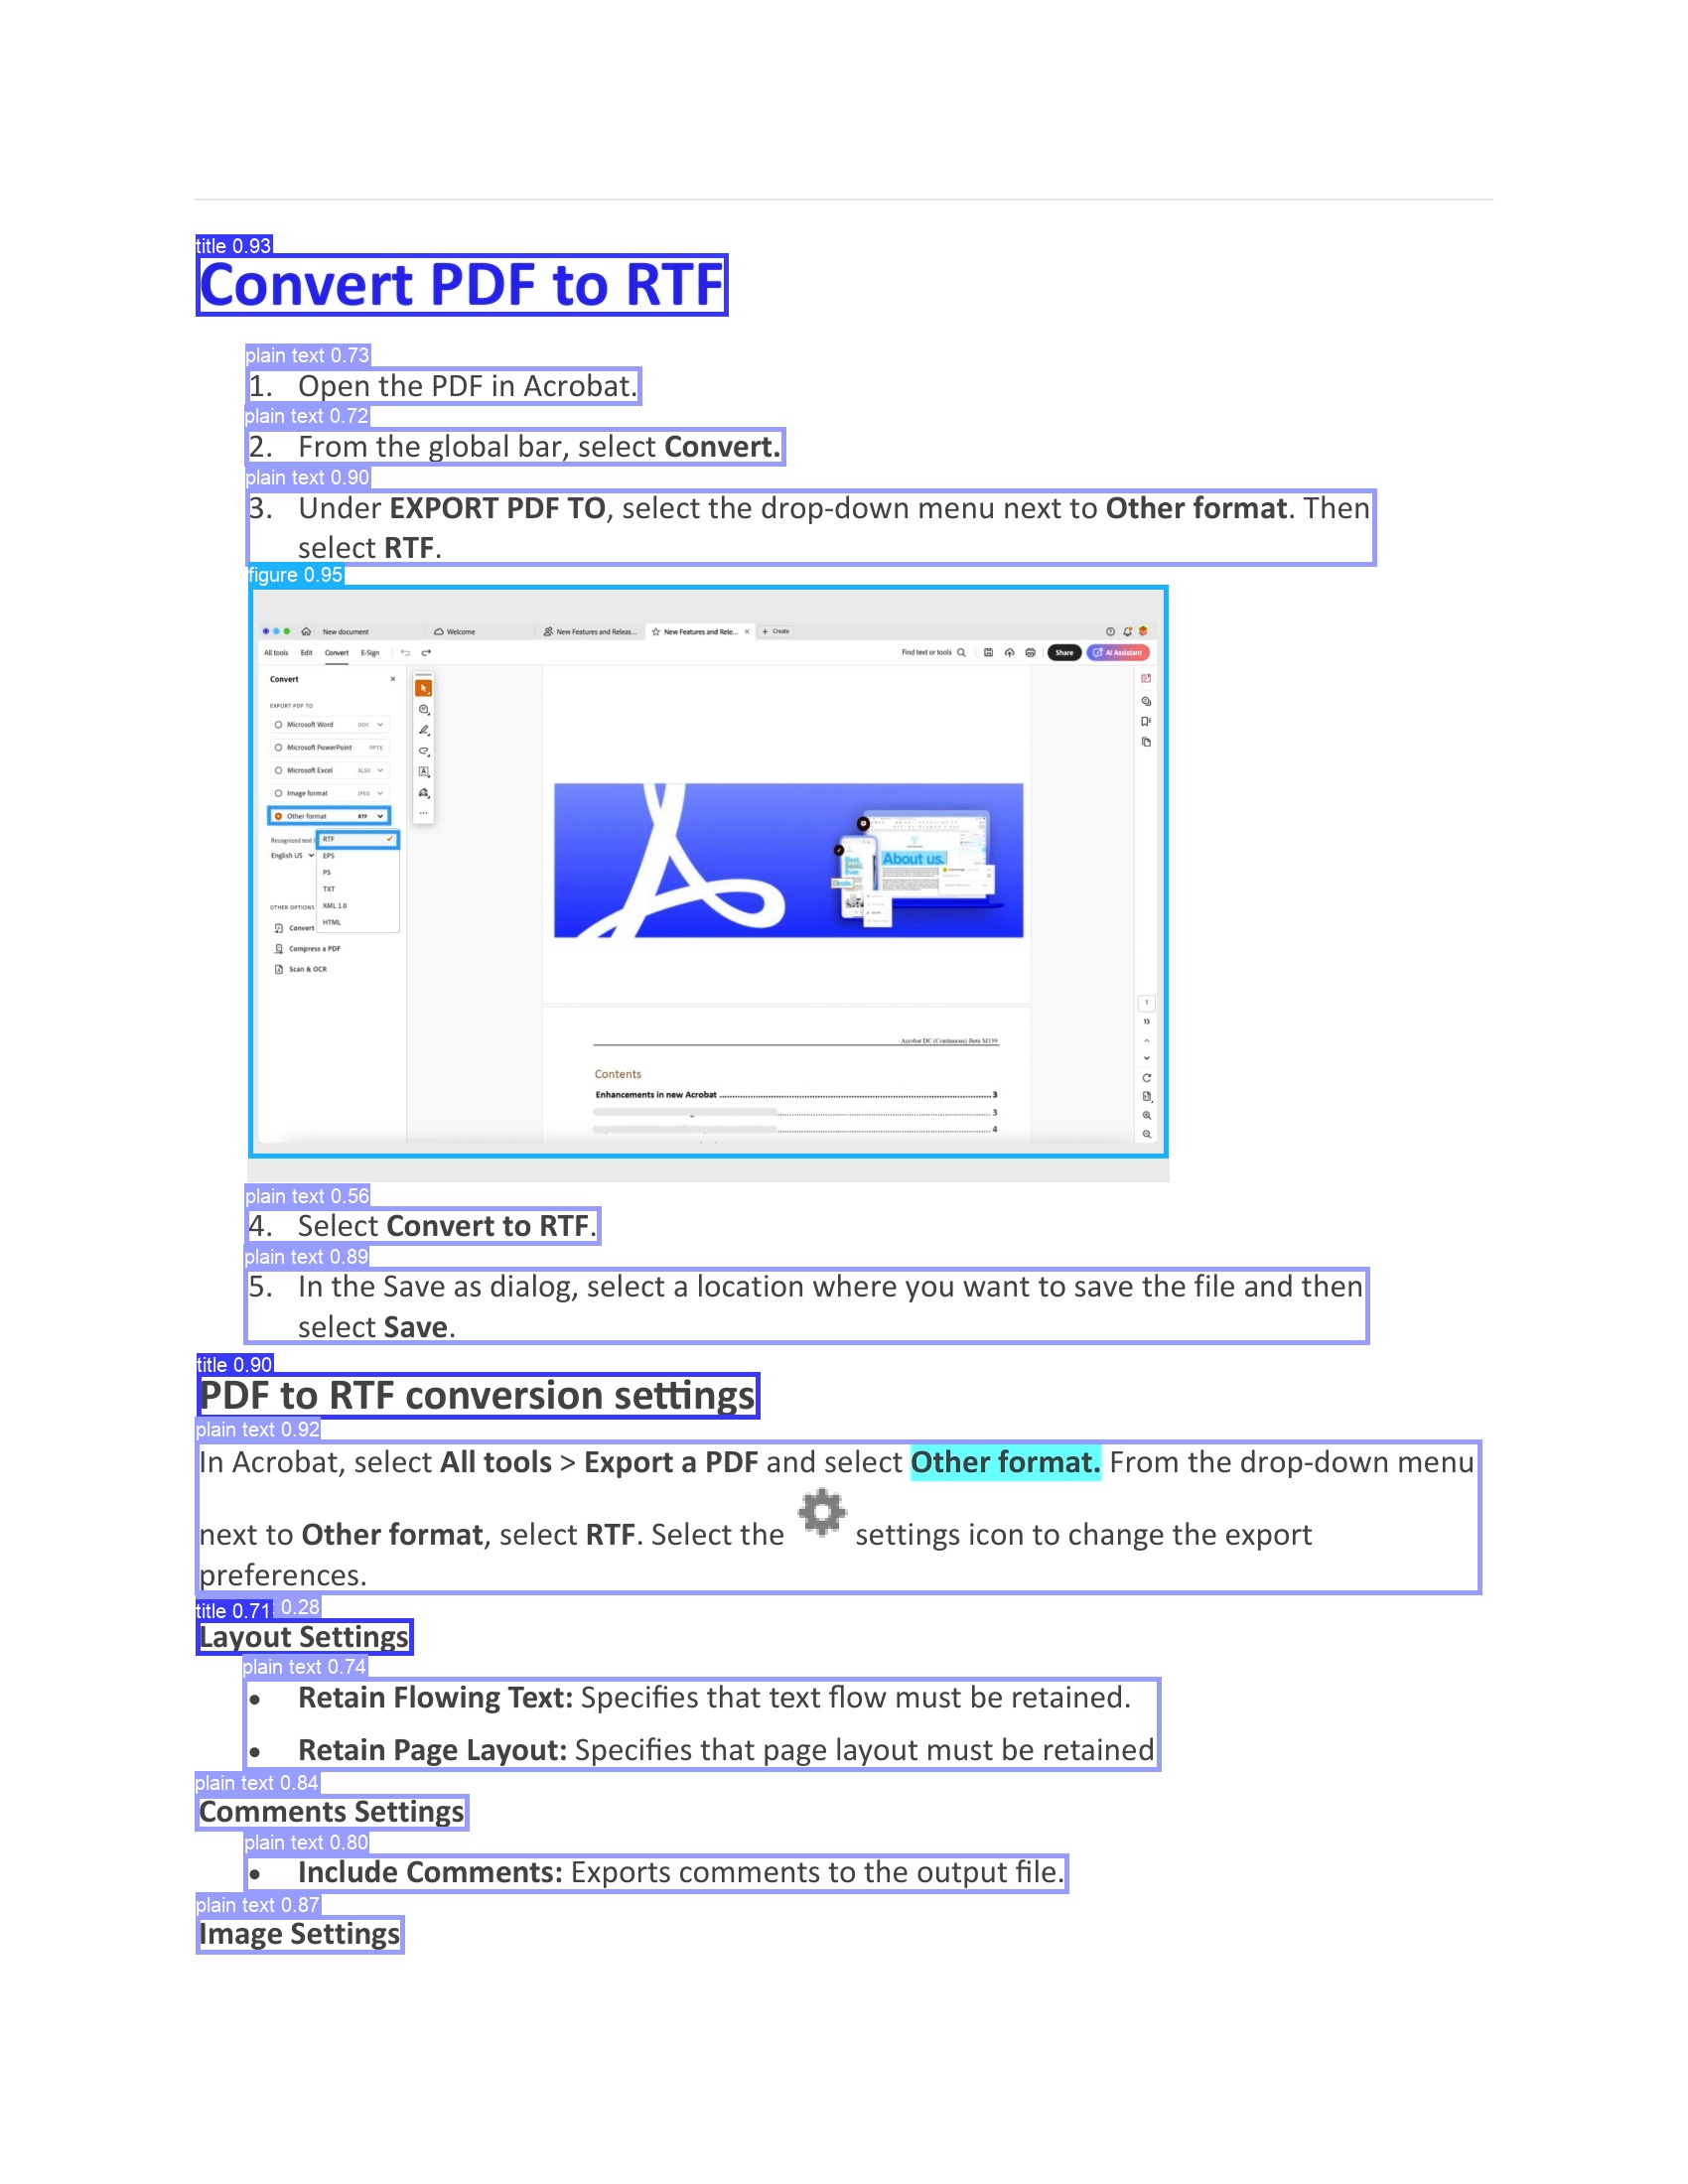 title 0.93
Convert PDF to RTF
plain text 0.73
1. Open the PDF in Acrobat.
plain text 0.72
2. From the global bar, select Convert.
plain text 0.90
3. Under EXPORT PDF TO, select the drop-down menu next to Other format. Then
select RTF.
figure 0.95
New document
Welcome
New Features and Releas...
New Features and Rele...
+ Create
All tools Edit Convert E-Sign
Find text or tools
Share
AI Assistant
Convert
EXPORT PDF TO
Microsoft Word DOC
Microsoft PowerPoint PPTX
Microsoft Excel XLSX
Image format JPEG
Other format RTF
Recognized text
RTF
English US
EPS
PS
TXT
OTHER OPTIONS
XML 1.0
HTML
Convert
Compress a PDF
Scan & OCR
Best.
Deals.
Ever.
Deals.
About us.
1
13
Acrobat DC (Continuous) Beta M139
Contents
Enhancements in new Acrobat 3
3
4
plain text 0.56
4. Select Convert to RTF.
plain text 0.89
5. In the Save as dialog, select a location where you want to save the file and then
select Save.
title 0.90
PDF to RTF conversion settings
plain text 0.92
In Acrobat, select All tools > Export a PDF and select Other format. From the drop-down menu
next to Other format, select RTF. Select the settings icon to change the export
preferences.
title 0.71 0.28
Layout Settings
plain text 0.74
• Retain Flowing Text: Specifies that text flow must be retained.
• Retain Page Layout: Specifies that page layout must be retained
plain text 0.84
Comments Settings
plain text 0.80
• Include Comments: Exports comments to the output file.
plain text 0.87
Image Settings